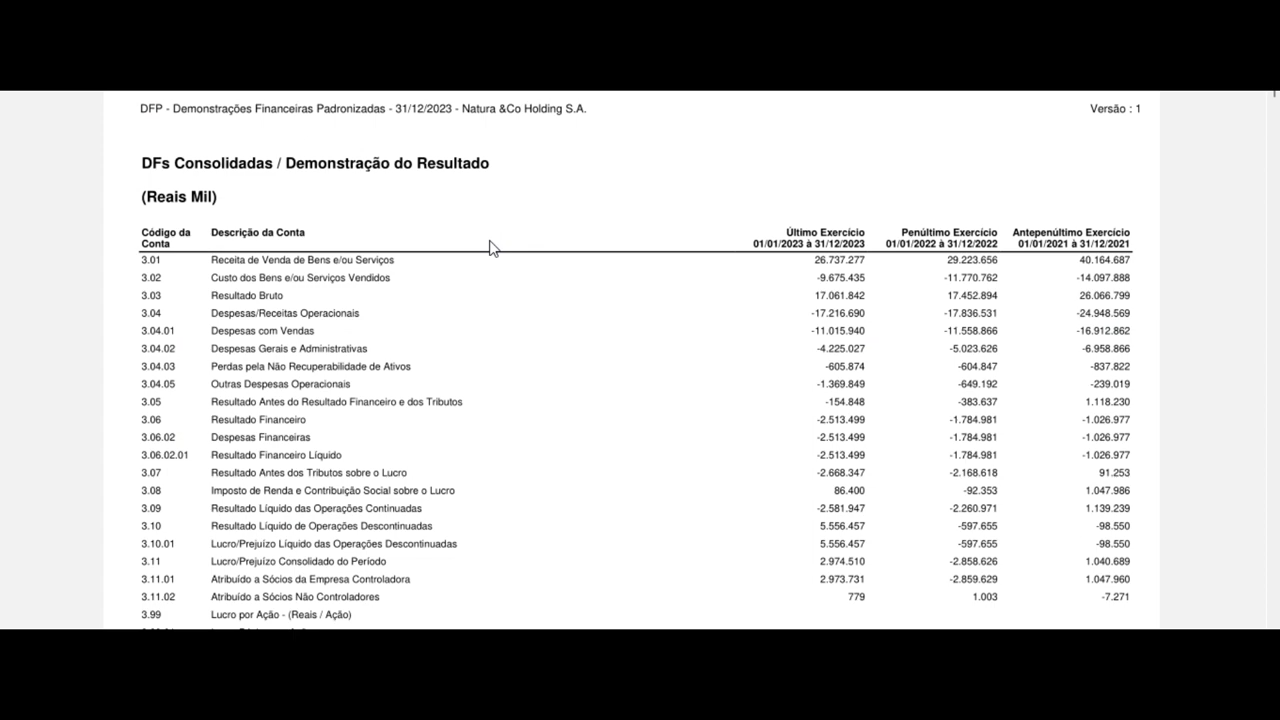 DFP - Demonstrações Financeiras Padronizadas - 31/12/2023 - Natura &Co Holding S.A. Versão : 1
DFs Consolidadas / Demonstração do Resultado
(Reais Mil)
Código da Conta Descrição da Conta Último Exercício 01/01/2023 à 31/12/2023 Penúltimo Exercício 01/01/2022 à 31/12/2022 Antepenúltimo Exercício 01/01/2021 à 31/12/2021
3.01 Receita de Venda de Bens e/ou Serviços 26.737.277 29.223.656 40.164.687
3.02 Custo dos Bens e/ou Serviços Vendidos -9.675.435 -11.770.762 -14.097.888
3.03 Resultado Bruto 17.061.842 17.452.894 26.066.799
3.04 Despesas/Receitas Operacionais -17.216.690 -17.836.531 -24.948.569
3.04.01 Despesas com Vendas -11.015.940 -11.558.866 -16.912.862
3.04.02 Despesas Gerais e Administrativas -4.225.027 -5.023.626 -6.958.866
3.04.03 Perdas pela Não Recuperabilidade de Ativos -605.874 -604.847 -837.822
3.04.05 Outras Despesas Operacionais -1.369.849 -649.192 -239.019
3.05 Resultado Antes do Resultado Financeiro e dos Tributos -154.848 -383.637 1.118.230
3.06 Resultado Financeiro -2.513.499 -1.784.981 -1.026.977
3.06.02 Despesas Financeiras -2.513.499 -1.784.981 -1.026.977
3.06.02.01 Resultado Financeiro Líquido -2.513.499 -1.784.981 -1.026.977
3.07 Resultado Antes dos Tributos sobre o Lucro -2.668.347 -2.168.618 91.253
3.08 Imposto de Renda e Contribuição Social sobre o Lucro 86.400 -92.353 1.047.986
3.09 Resultado Líquido das Operações Continuadas -2.581.947 -2.260.971 1.139.239
3.10 Resultado Líquido de Operações Descontinuadas 5.556.457 -597.655 -98.550
3.10.01 Lucro/Prejuízo Líquido das Operações Descontinuadas 5.556.457 -597.655 -98.550
3.11 Lucro/Prejuízo Consolidado do Período 2.974.510 -2.858.626 1.040.689
3.11.01 Atribuído a Sócios da Empresa Controladora 2.973.731 -2.859.629 1.047.960
3.11.02 Atribuído a Sócios Não Controladores 779 1.003 -7.271
3.99 Lucro por Ação - (Reais / Ação)